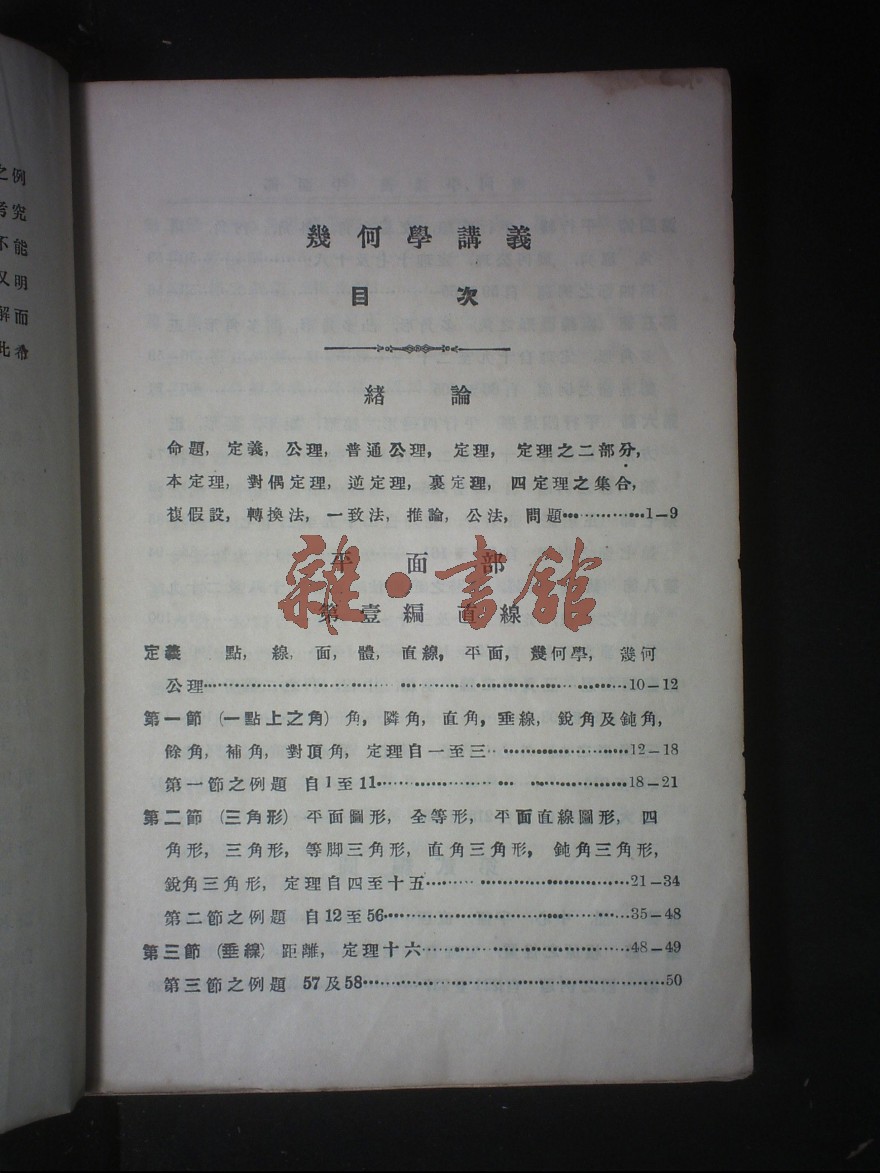 之例
考究
不能
又明
解而
此希
幾何學講義
目次
緒論
命題, 定義, 公理, 普通公理, 定理, 定理之二部分,
本定理, 對偶定理, 逆定理, 裏定理, 四定理之集合,
複假設, 轉換法, 一致法, 推論, 公法, 問題…………1—9
平面部
雜·書館
第壹編 直線
定義 點, 線, 面, 體, 直線, 平面, 幾何學, 幾何
公理…………10—12
第一節 (一點上之角) 角, 隣角, 直角, 垂線, 銳角及鈍角,
餘角, 補角, 對頂角, 定理自一至三…………12—18
第一節之例題 自1至11…………18—21
第二節 (三角形) 平面圖形, 全等形, 平面直線圖形, 四
角形, 三角形, 等脚三角形, 直角三角形, 鈍角三角形,
銳角三角形, 定理自四至十五…………21—34
第二節之例題 自12至56…………35—48
第三節 (垂線) 距離, 定理十六…………48—49
第三節之例題 57及58…………50